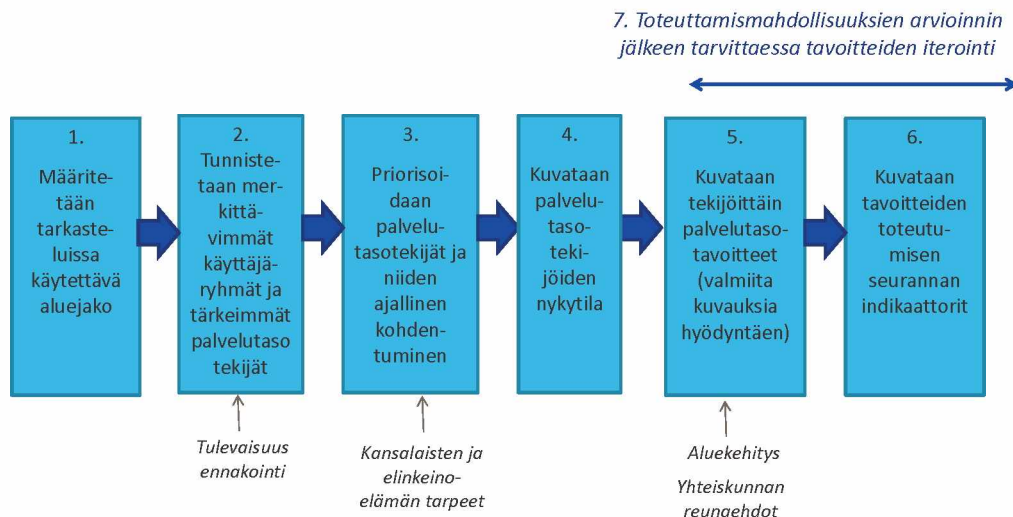 7. Toteuttamismahdollisuuksien arvioinnin
jälkeen tarvittaessa tavoitteiden iterointi
1.
Määrite-
tään
tarkaste-
luissa
käytettävä
aluejako
2.
Tunniste-
taan mer-
kittä-
vimmät
käyttäjä-
ryhmät ja
tärkeimmät
palvelutaso
tekijät
3.
Priorisoi-
daan
palvelu-
tasotekijät ja
niiden
ajallinen
kohden-
tuminen
4.
Kuvataan
palvelu-
taso-
teki-
jöiden
nykytila
5.
Kuvataan
tekijöittäin
palvelutaso-
tavoitteet
(valmiita
kuvauksia
hyödyntäen)
6.
Kuvataan
tavoitteiden
toteutu-
misen
seurannan
indikaattorit
Tulevaisuus
ennakointi
Kansalaisten ja
elinkeino-
elämän tarpeet
Aluekehitys
Yhteiskunnan
reunaehdot